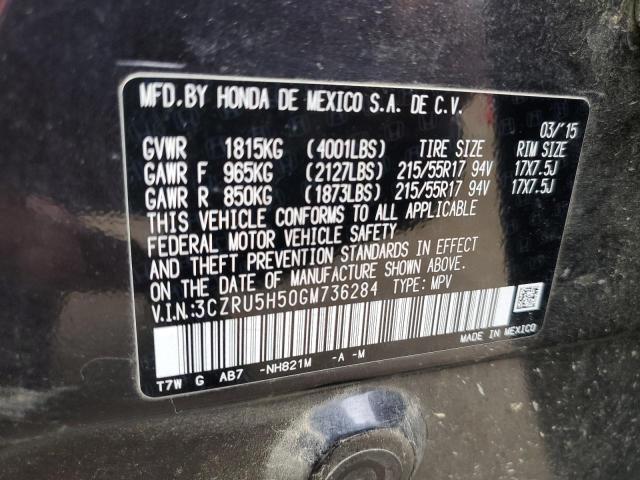 MFD. BY HONDA DE MEXICO S.A. DE C.V.
03/'15
GVWR 1815KG (4001LBS) TIRE SIZE RIM SIZE
GAWR F 965KG (2127LBS) 215/55R17 94V 17X7.5J
GAWR R 850KG (1873LBS) 215/55R17 94V 17X7.5J
THIS VEHICLE CONFORMS TO ALL APPLICABLE
FEDERAL MOTOR VEHICLE SAFETY
AND THEFT PREVENTION STANDARDS IN EFFECT
ON THE DATE OF MANUFACTURE SHOWN ABOVE.
V.I.N:3CZRU5H50GM736284 TYPE: MPV
MADE IN MEXICO
T7W G AB7 -NH821M -A -M